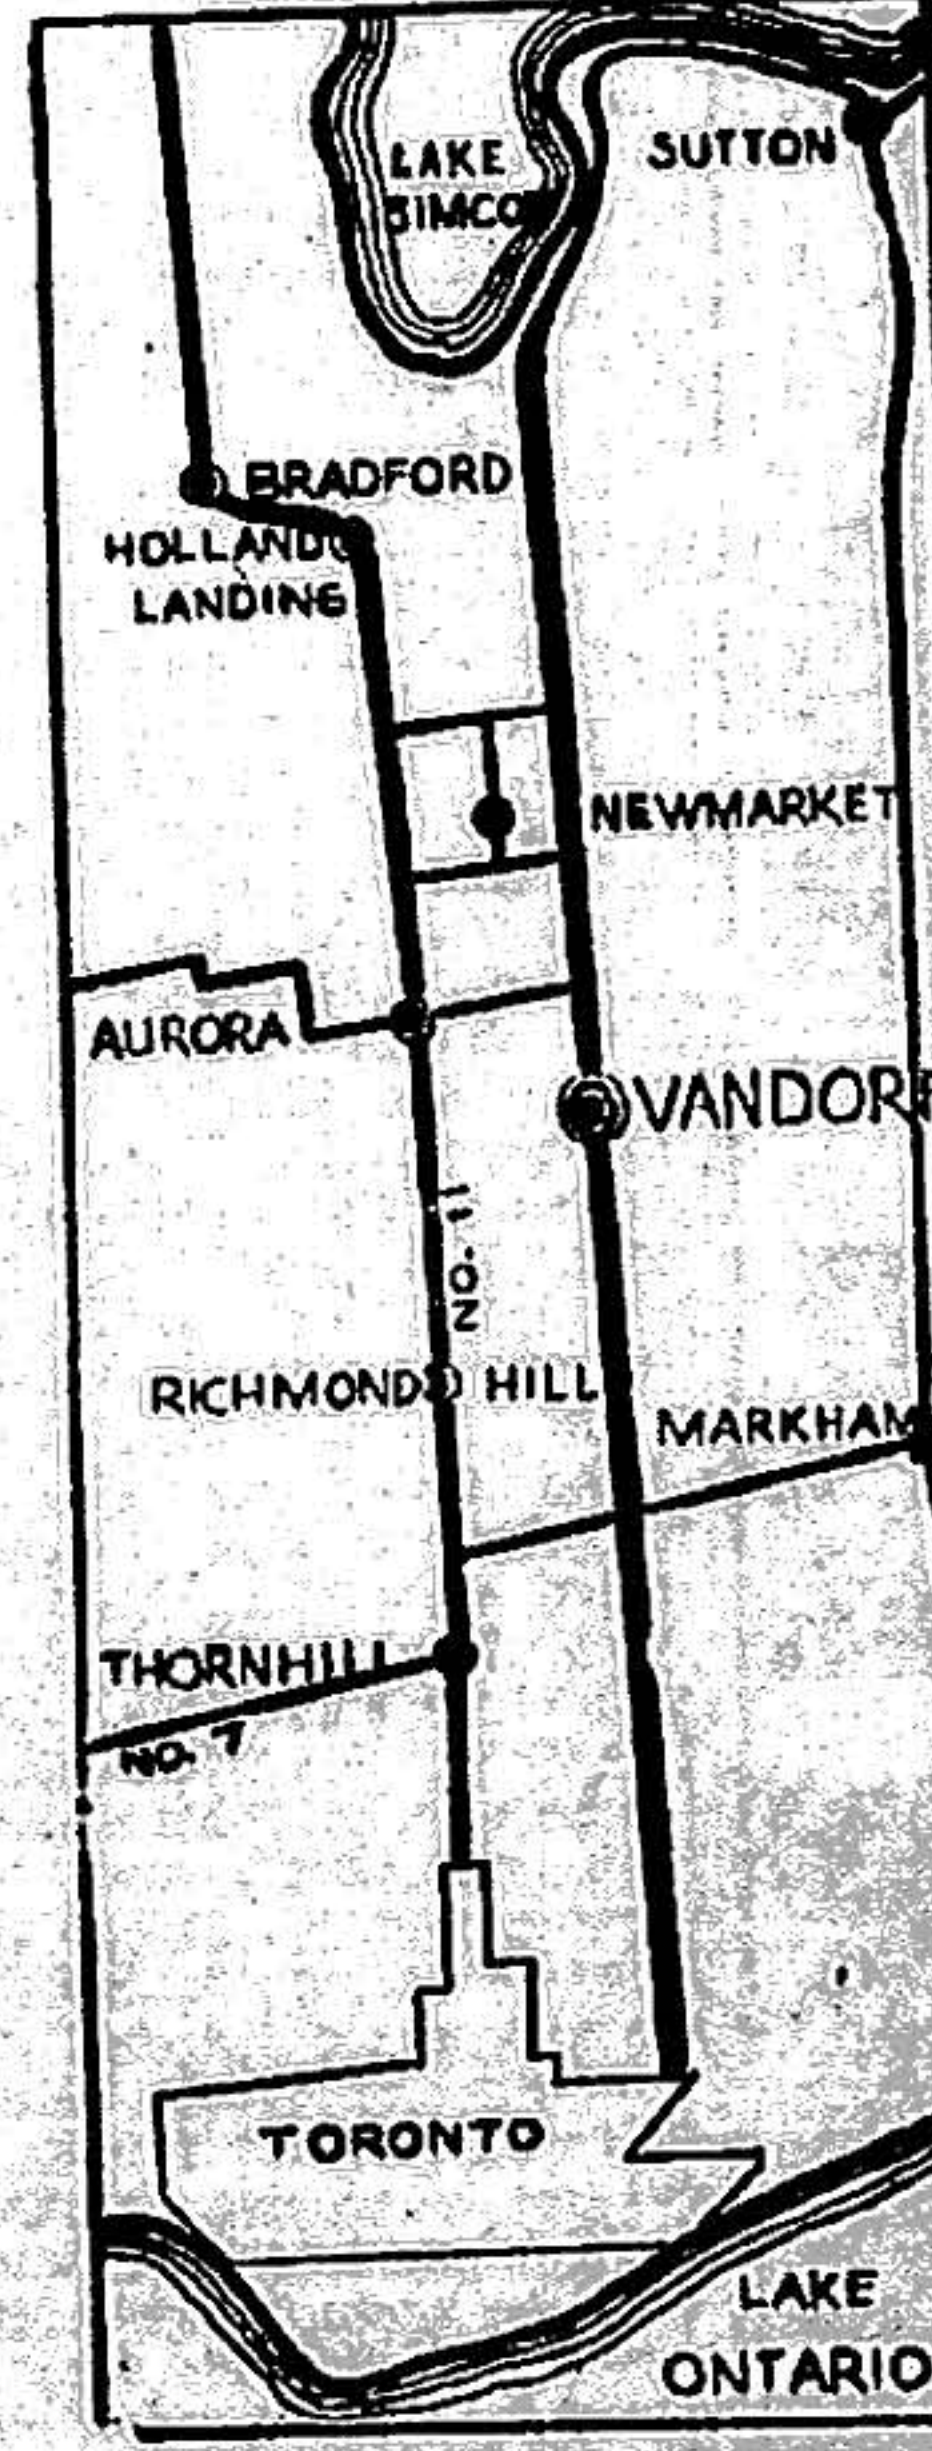 LAKE
SIMCO
SUTTON
BRADFORD
HOLLAND
LANDING
NEWMARKET
AURORA
VANDORF
NO. 11
RICHMOND HILL
MARKHAM
THORNHILL
NO. 7
TORONTO
LAKE
ONTARIO